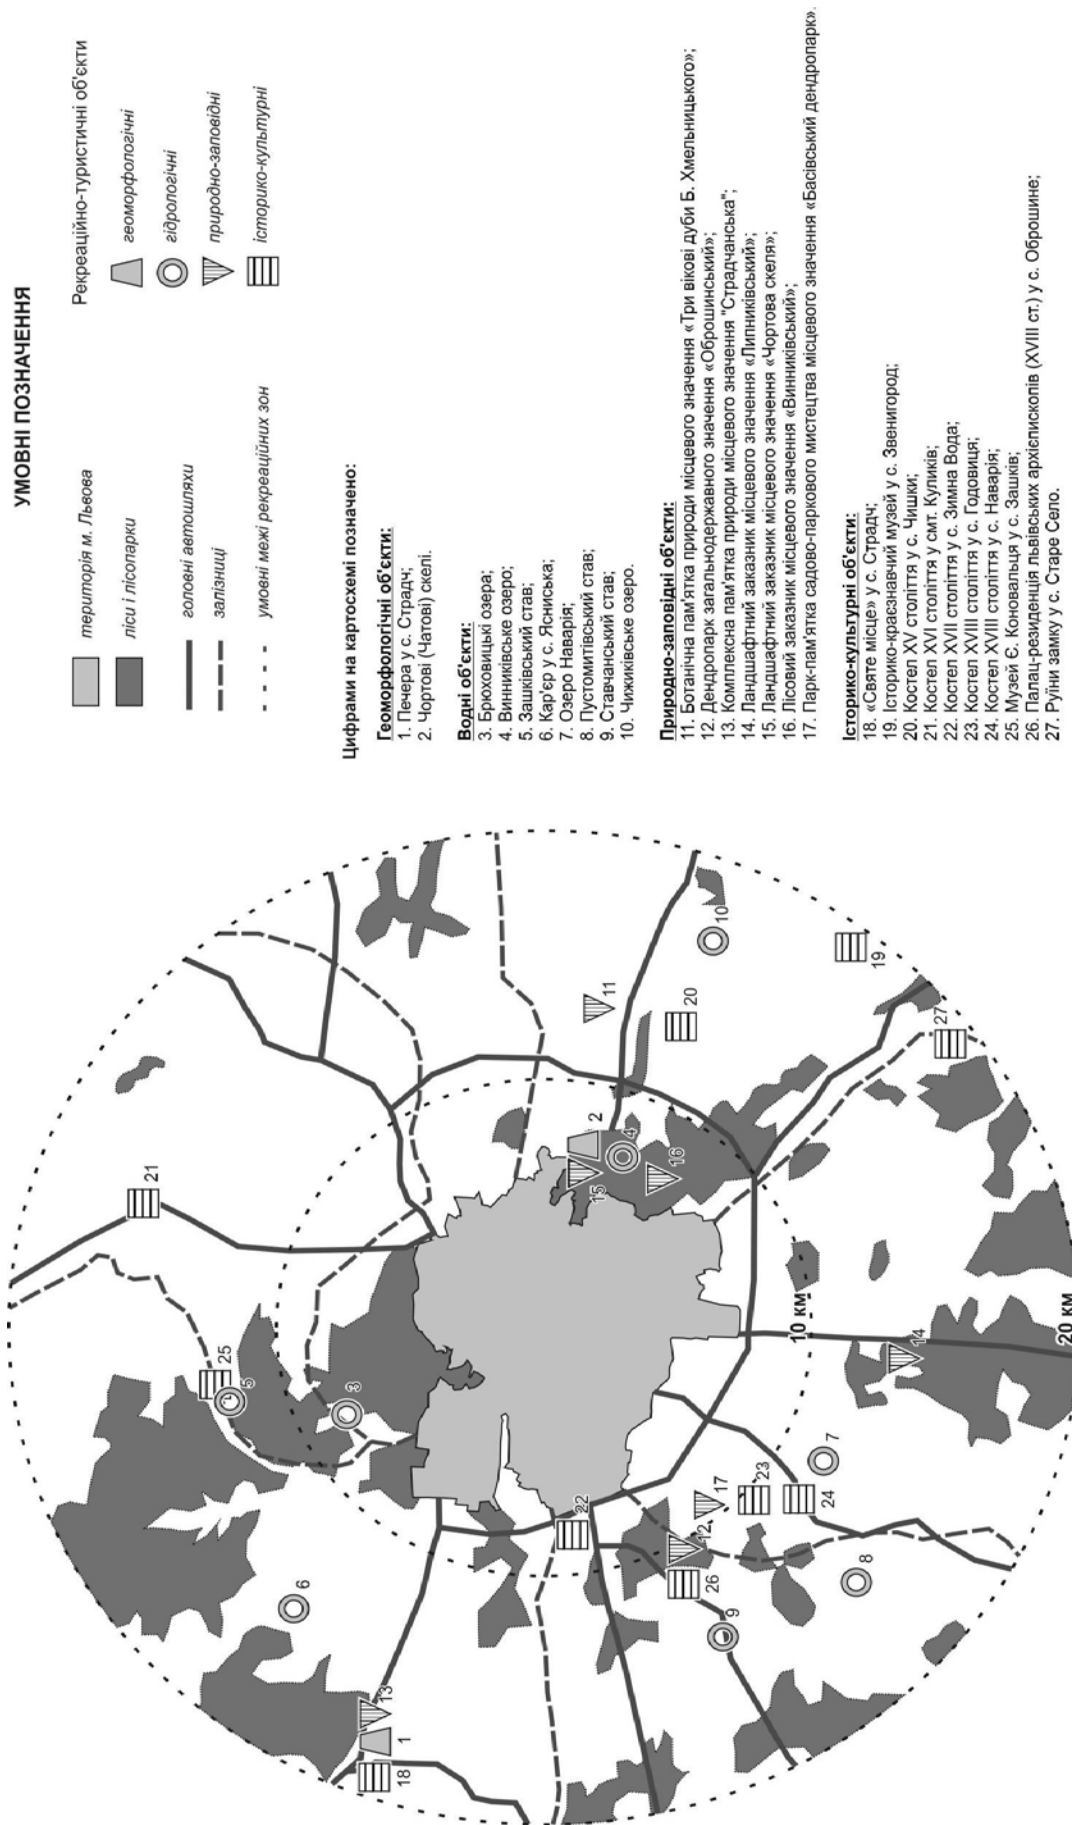 УМОВНІ ПОЗНАЧЕННЯ
територія м. Львова
ліси і лісопарки
головні автошляхи
залізниці
умовні межі рекреаційних зон
Рекреаційно-туристичні об'єкти
геоморфологічні
гідрологічні
природно-заповідні
історико-культурні
Цифрами на картосхемі позначено:
Геоморфологічні об'єкти:
1. Печера у с. Страдч;
2. Чортові (Чатові) скелі.
Водні об'єкти:
3. Брюховицькі озера;
4. Винниківське озеро;
5. Зашківський став;
6. Кар'єр у с. Ясниська;
7. Озеро Наварія;
8. Пустомитівський став;
9. Ставчанський став;
10. Чижиківське озеро.
Природно-заповідні об'єкти:
11. Ботанічна пам'ятка природи місцевого значення «Три вікові дуби Б. Хмельницького»;
12. Дендропарк загальнодержавного значення «Оброшинський»;
13. Комплексна пам'ятка природи місцевого значення "Страдчанська";
14. Ландшафтний заказник місцевого значення «Липниківський»;
15. Ландшафтний заказник місцевого значення «Чортова скеля»;
16. Лісовий заказник місцевого значення «Винниківський»;
17. Парк-пам'ятка садово-паркового мистецтва місцевого значення «Басівський дендропарк».
Історико-культурні об'єкти:
18. «Святе місце» у с. Страдч;
19. Історико-краєзнавчий музей у с. Звенигород;
20. Костел XV століття у с. Чишки;
21. Костел XVI століття у смт. Куликів;
22. Костел XVII століття у с. Зимна Вода;
23. Костел XVIII століття у с. Годовиця;
24. Костел XVIII століття у с. Наварія;
25. Музей Є. Коновальця у с. Зашків;
26. Палац-резиденція львівських архієпископів (XVIII ст.) у с. Оброшине;
27. Руїни замку у с. Старе Село.
21
25
5
3
6
13
1
18
22
12
26
9
17
23
24
7
8
14
10 км
20 км
15
2
4
16
11
20
10
19
27